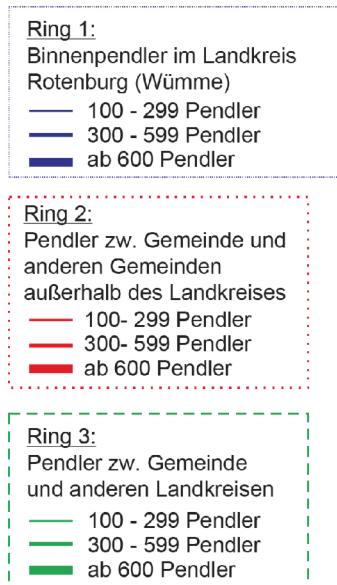 Ring 1:
Binnenpendler im Landkreis
Rotenburg (Wümme)
100 - 299 Pendler
300 - 599 Pendler
ab 600 Pendler
Ring 2:
Pendler zw. Gemeinde und
anderen Gemeinden
außerhalb des Landkreises
100- 299 Pendler
300- 599 Pendler
ab 600 Pendler
Ring 3:
Pendler zw. Gemeinde
und anderen Landkreisen
100 - 299 Pendler
300 - 599 Pendler
ab 600 Pendler